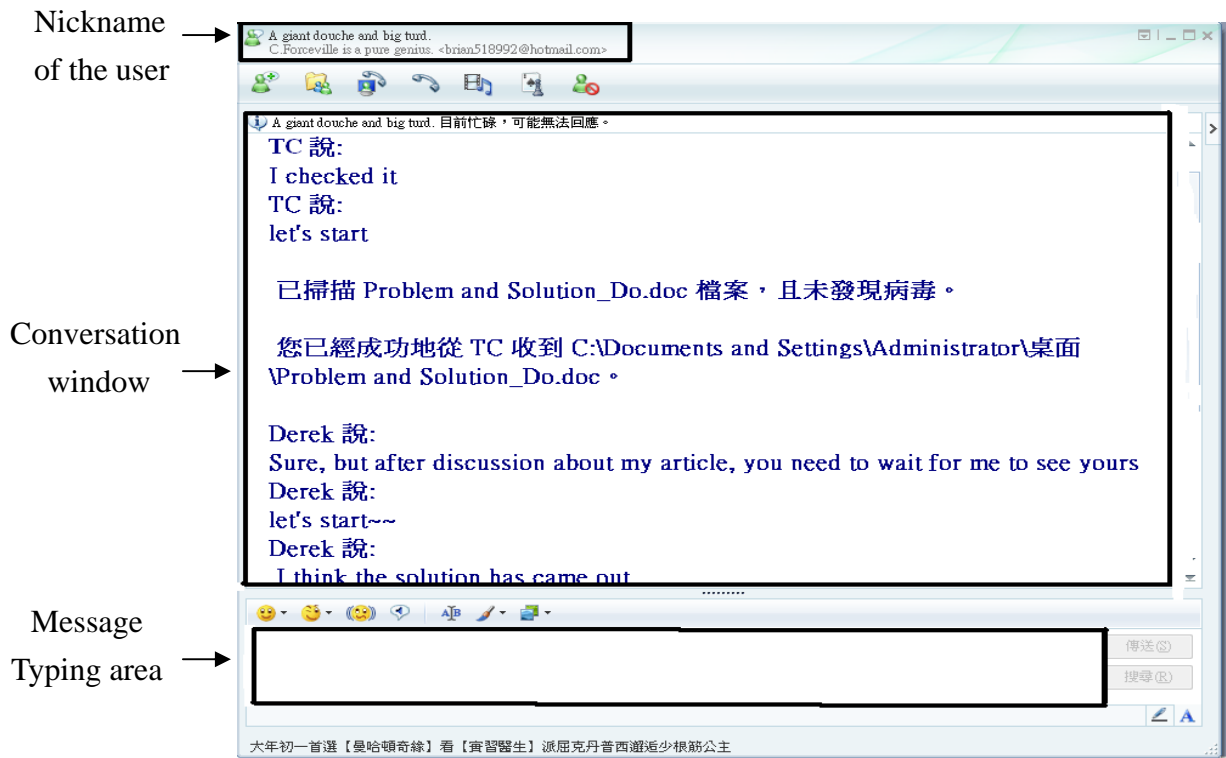 Nickname
of the user
A giant douche and big turd.
C.Forceville is a pure genius. <brian518992@hotmail.com>
A giant douche and big turd. 目前忙碌，可能無法回應。
TC 說:
I checked it
TC 說:
let's start
已掃描 Problem and Solution_Do.doc 檔案，且未發現病毒。
您已經成功地從 TC 收到 C:\Documents and Settings\Administrator\桌面
\Problem and Solution_Do.doc。
Conversation
window
Derek 說:
Sure, but after discussion about my article, you need to wait for me to see yours
Derek 說:
let's start~~
Derek 說:
I think the solution has came out
Message
Typing area
AB
傳送(S)
搜尋(R)
A
大年初一首選【曼哈頓奇緣】看【實習醫生】派屈克丹普西邂逅少根筋公主